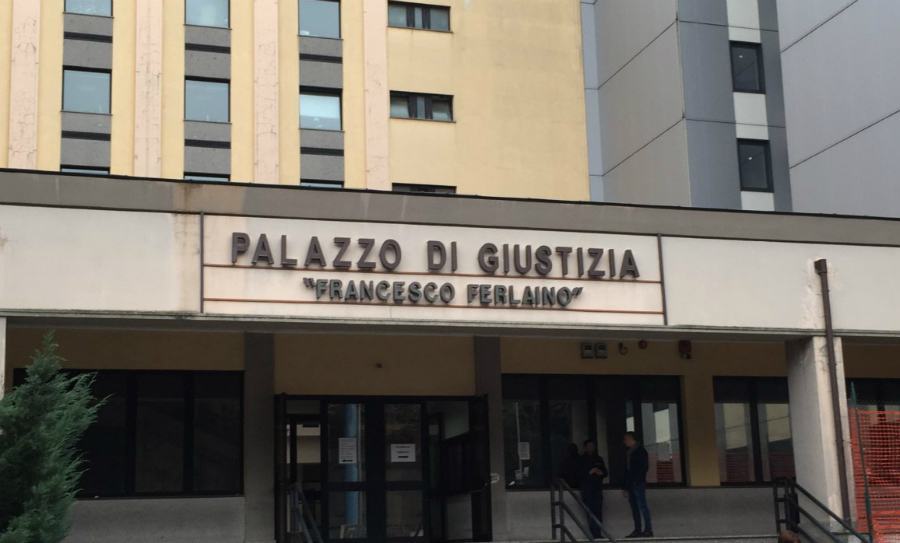 PALAZZO DI GIUSTIZIA
"FRANCESCO FERLAINO"